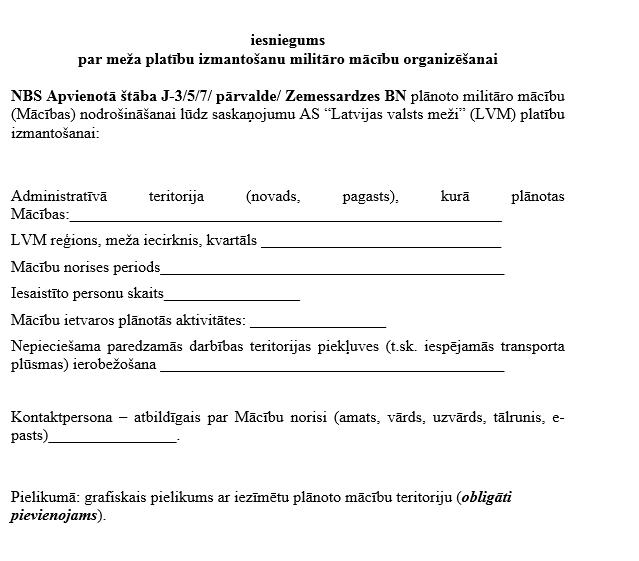 iesniegums
par meža platību izmantošanu militāro mācību organizēšanai
NBS Apvienotā štāba J-3/5/7/ pārvalde/ Zemessardzes BN plānoto militāro mācību
(Mācības) nodrošināšanai lūdz saskaņojumu AS “Latvijas valsts meži” (LVM) platību
izmantošanai:
Administratīvā teritorija (novads, pagasts), kurā plānotas
Mācības:______________________________________________________
LVM reģions, meža iecirknis, kvartāls ______________________________
Mācību norises periods___________________________________________
Iesaistīto personu skaits_________________
Mācību ietvaros plānotās aktivitātes: _________________
Nepieciešama paredzamās darbības teritorijas piekļuves (t.sk. iespējamās transporta
plūsmas) ierobežošana ___________________________________________
Kontaktpersona – atbildīgais par Mācību norisi (amats, vārds, uzvārds, tālrunis, e-
pasts)________________.
Pielikumā: grafiskais pielikums ar iezīmētu plānoto mācību teritoriju (obligāti
pievienojams).